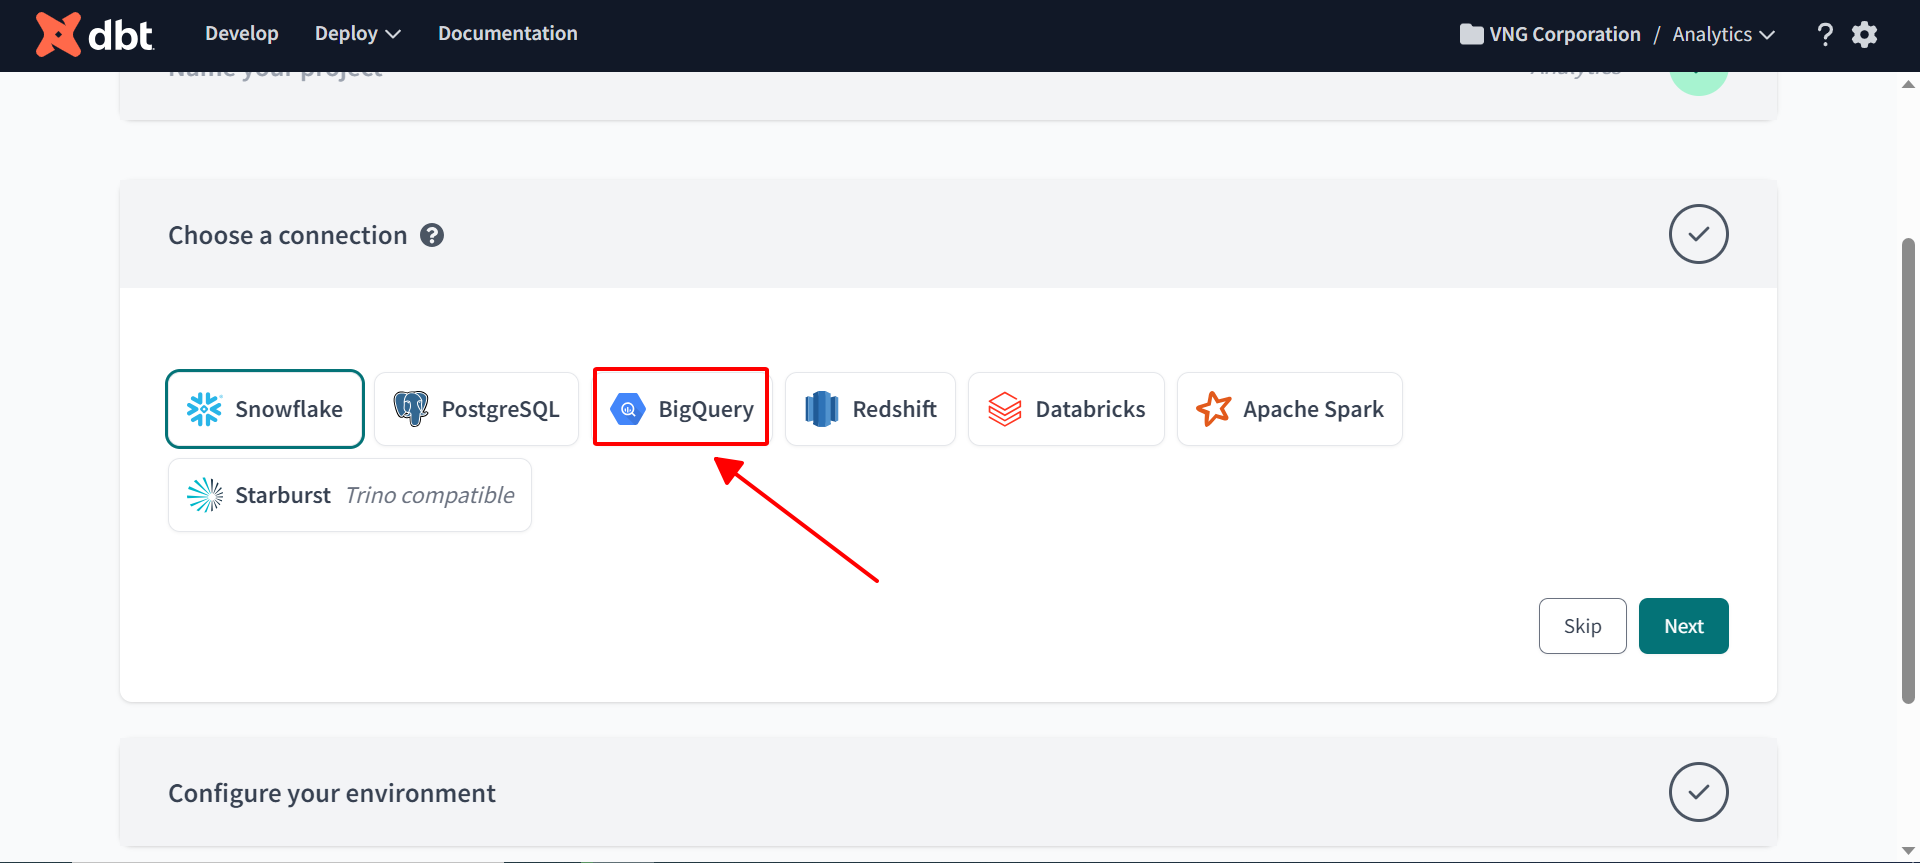 dbt
Develop
Deploy
Documentation
VNG Corporation / Analytics
?
Name your project
Analytics
Choose a connection ?
Snowflake
PostgreSQL
BigQuery
Redshift
Databricks
Apache Spark
Starburst Trino compatible
Skip
Next
Configure your environment